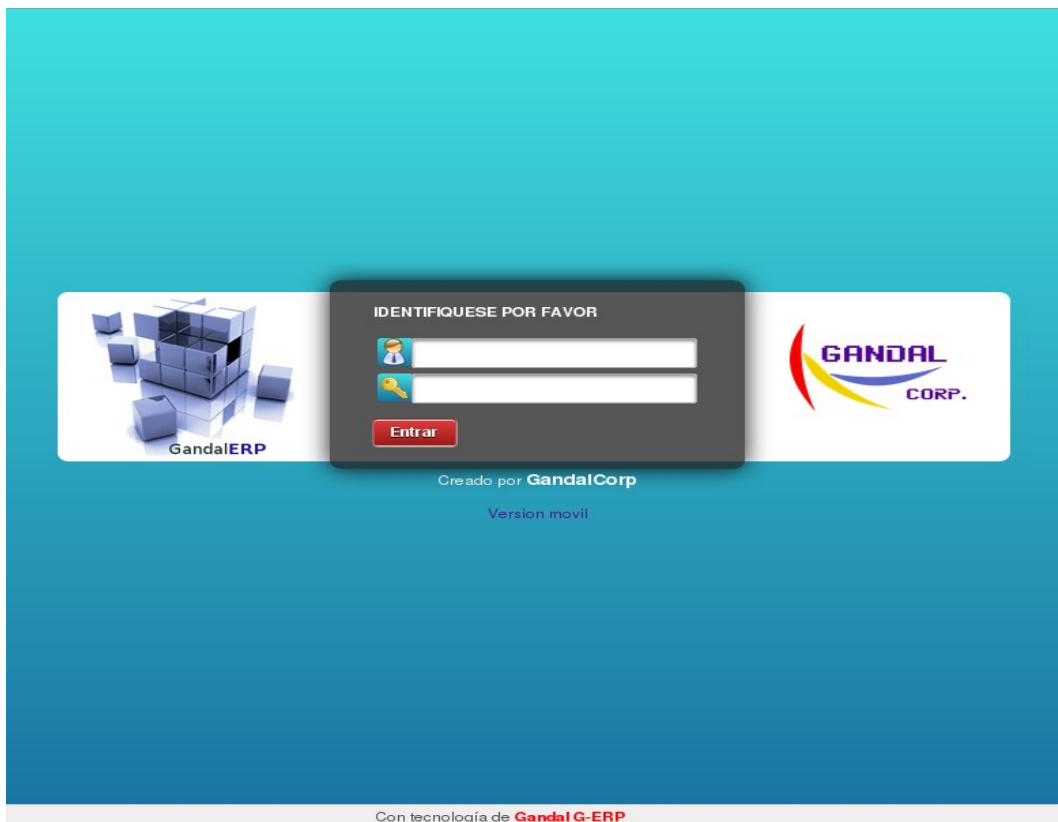 IDENTIFIQUESE POR FAVOR
Entrar
GandalERP
GANDAL
CORP.
Creado por GandalCorp
Version movil
Con tecnología de Gandal G-ERP